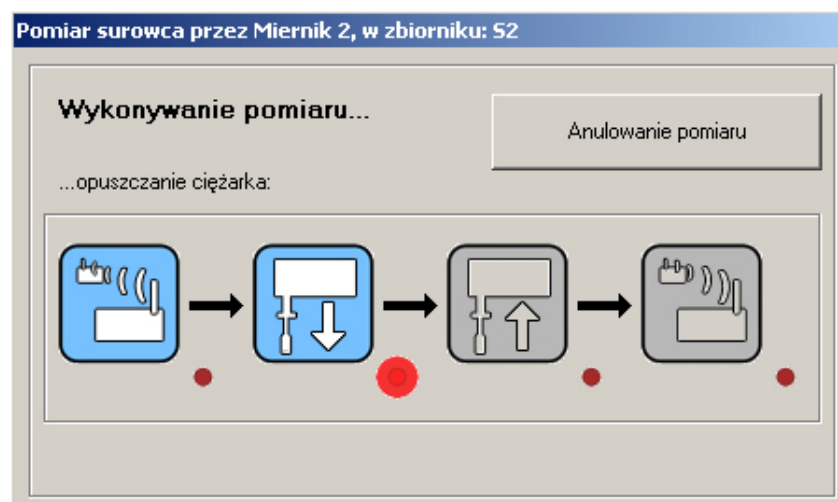 Pomiar surowca przez Miernik 2, w zbiorniku: S2
Wykonywanie pomiaru...
Anulowanie pomiaru
...opuszczanie ciężarka: